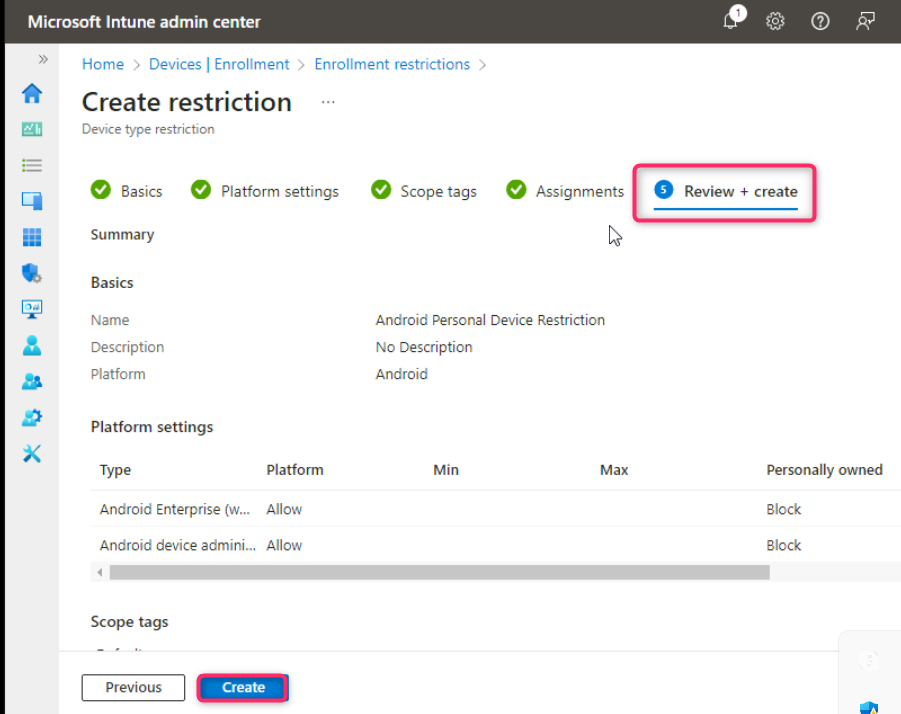 Microsoft Intune admin center
1
Home > Devices | Enrollment > Enrollment restrictions >
Create restriction ...
Device type restriction
Basics Platform settings Scope tags Assignments 5 Review + create
Summary
Basics
Name Android Personal Device Restriction
Description No Description
Platform Android
Platform settings
Type Platform Min Max Personally owned
Android Enterprise (w... Allow Block
Android device admini... Allow Block
Scope tags
Previous Create